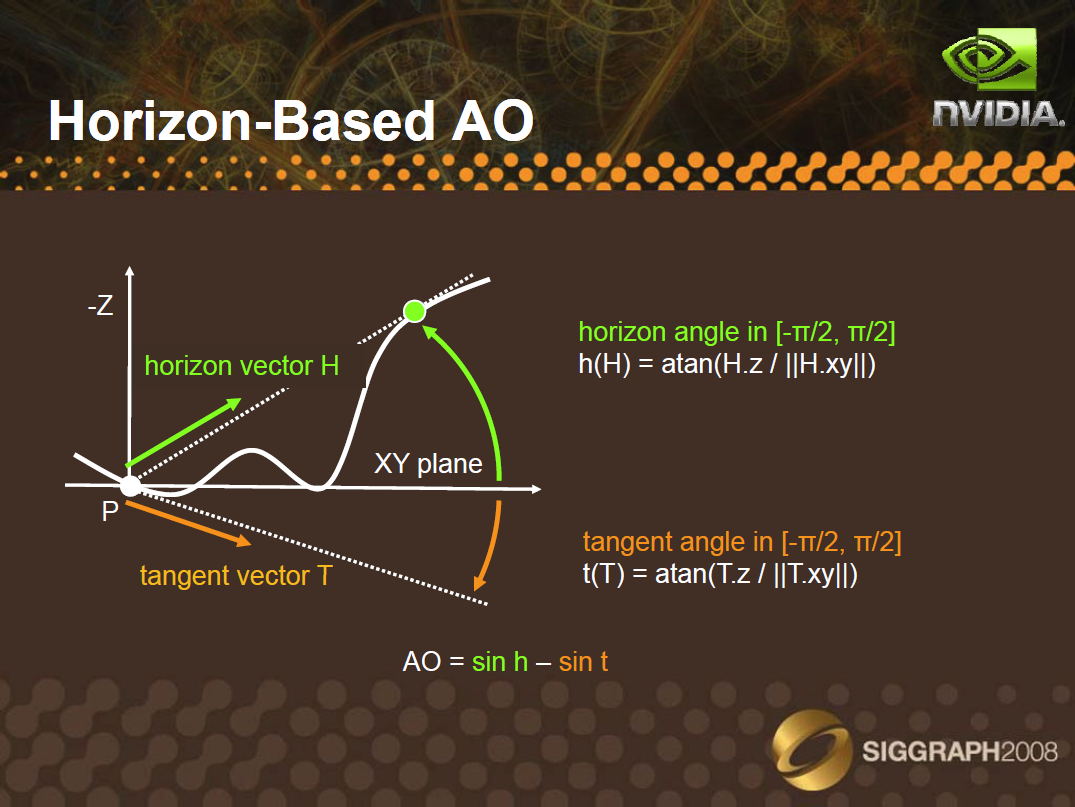 NVIDIA.
Horizon-Based AO
-Z
horizon vector H
horizon angle in [-π/2, π/2]
h(H) = atan(H.z / ||H.xy||)
XY plane
P
tangent vector T
tangent angle in [-π/2, π/2]
t(T) = atan(T.z / ||T.xy||)
AO = sin h – sin t
SIGGRAPH2008